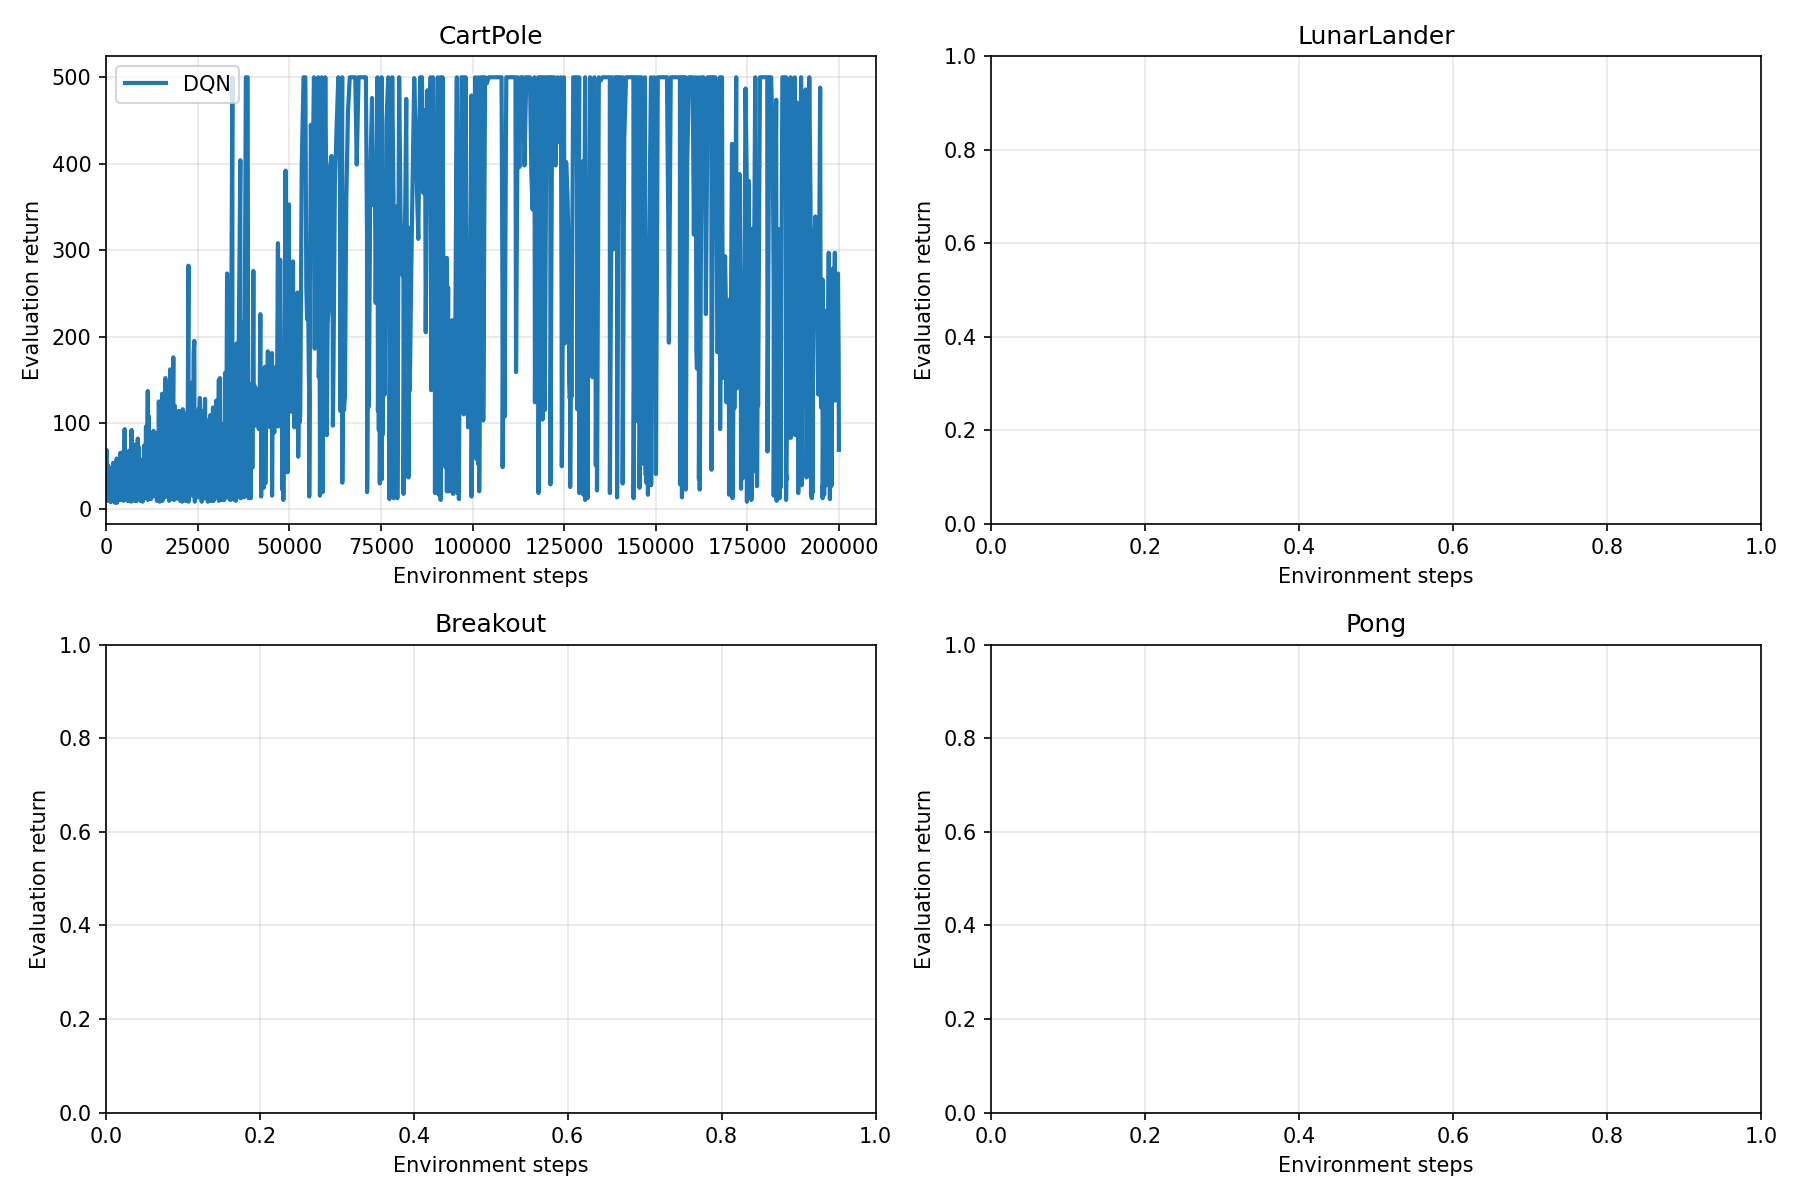 CartPole
500
400
300
200
100
0
Evaluation return
DQN
0 25000 50000 75000 100000 125000 150000 175000 200000
Environment steps
LunarLander
1.0
0.8
0.6
0.4
0.2
0.0
Evaluation return
0.0 0.2 0.4 0.6 0.8 1.0
Environment steps
Breakout
1.0
0.8
0.6
0.4
0.2
0.0
Evaluation return
0.0 0.2 0.4 0.6 0.8 1.0
Environment steps
Pong
1.0
0.8
0.6
0.4
0.2
0.0
Evaluation return
0.0 0.2 0.4 0.6 0.8 1.0
Environment steps